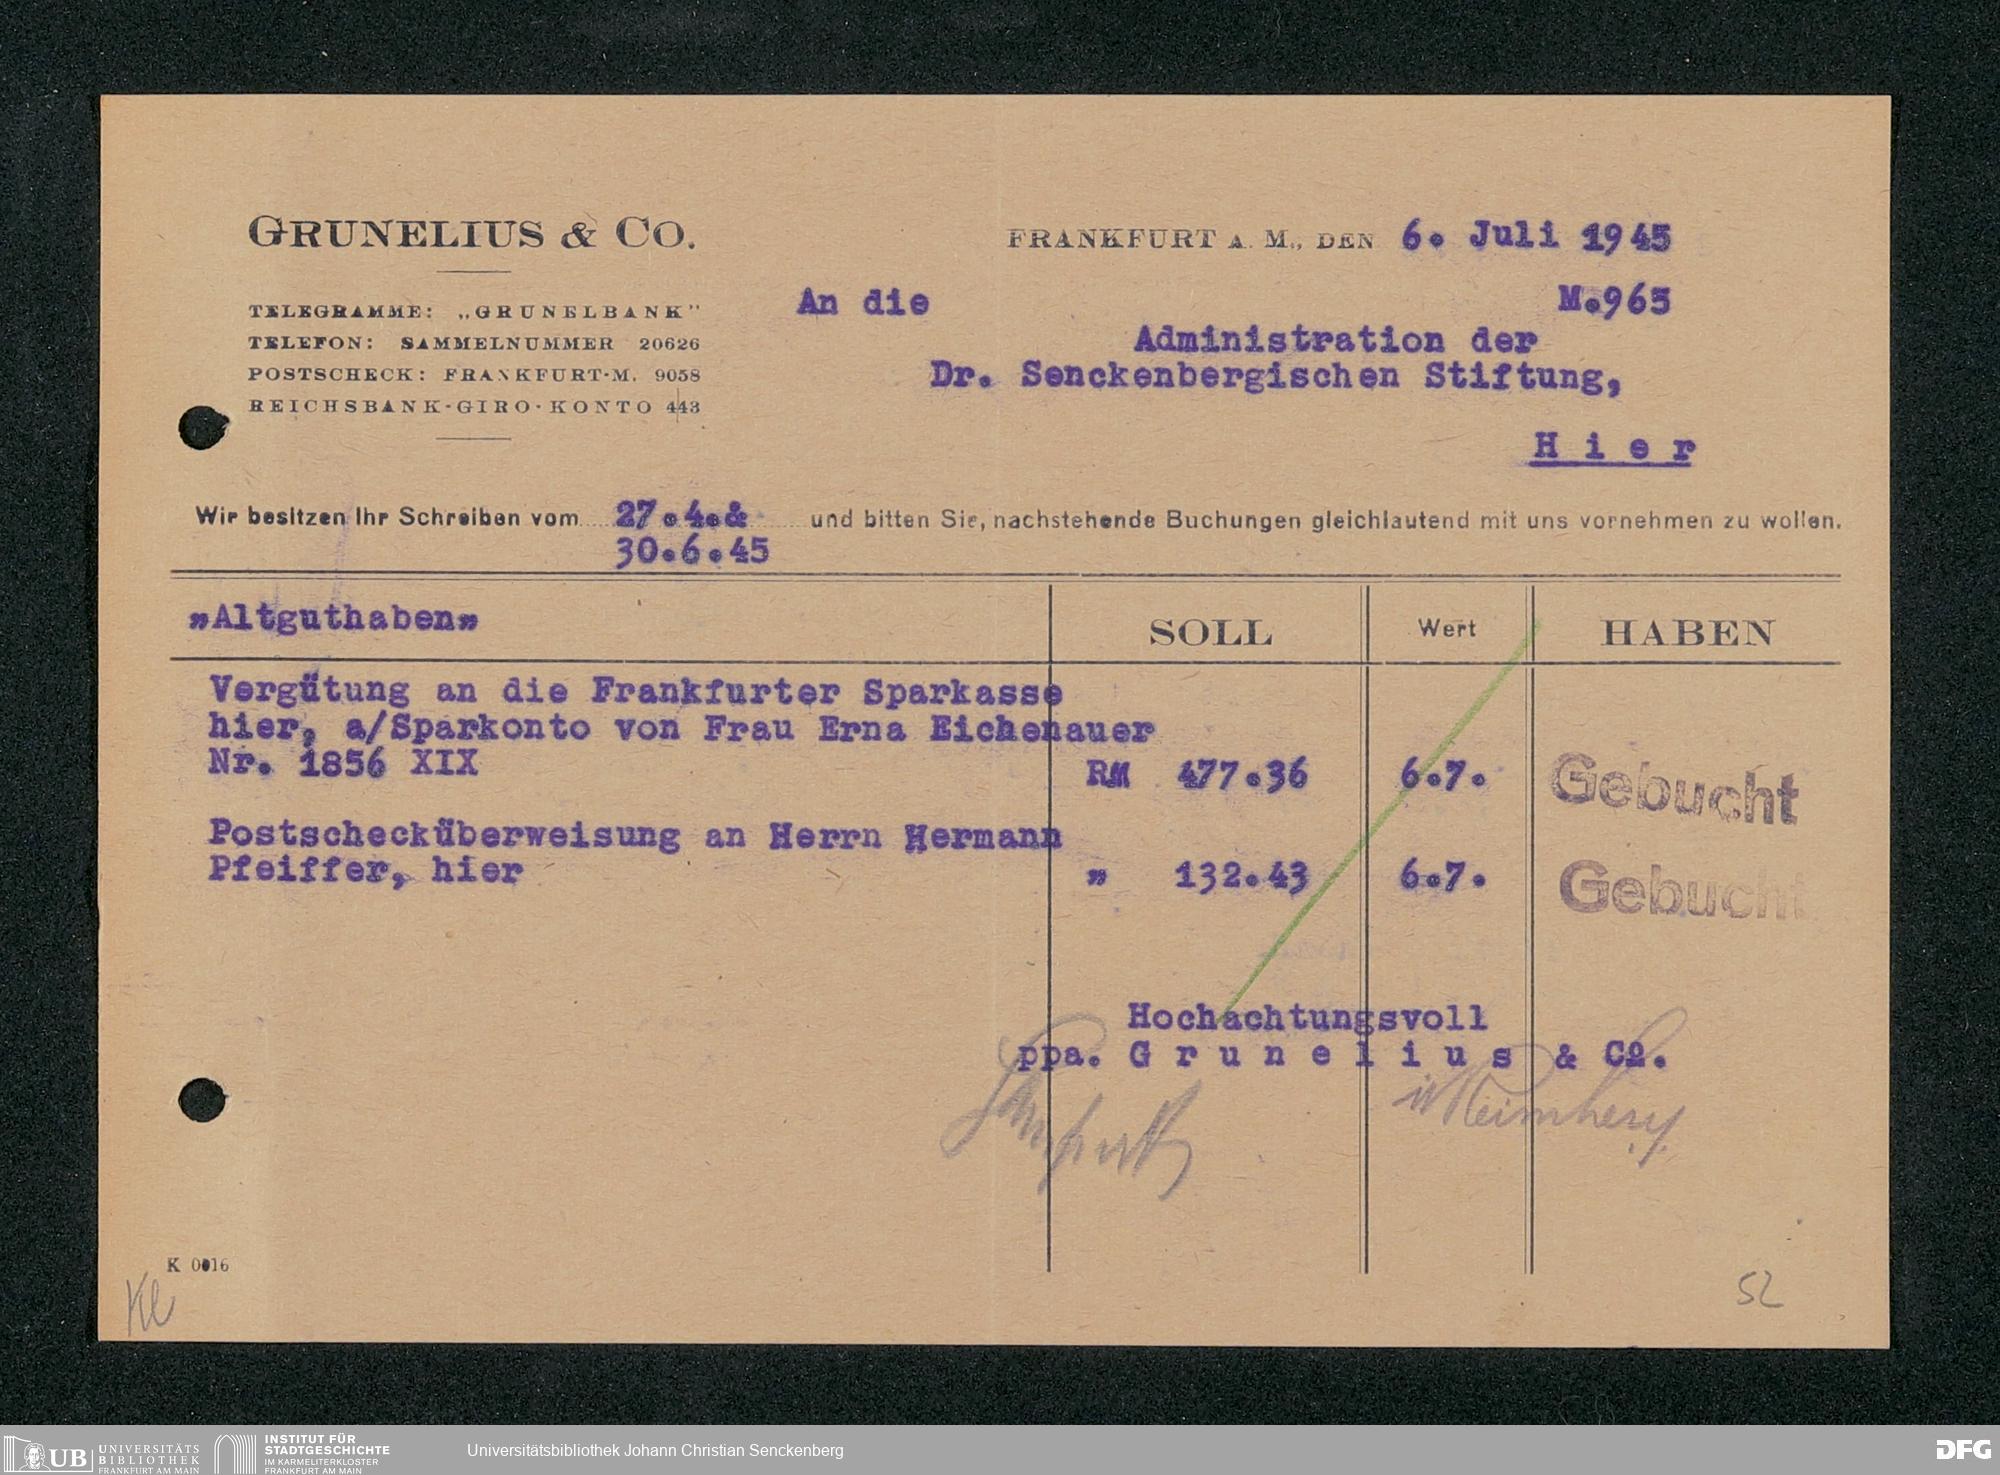 GRUNELIUS & CO.
TELEGRAMME: „GRUNELBANK"
TELEFON: SAMMELNUMMER 20626
POSTSCHECK: FRANKFURT-M. 9058
REICHSBANK-GIRO-KONTO 443
FRANKFURT A. M., DEN 6. Juli 1945
An die M.965
Administration der
Dr. Senckenbergischen Stiftung,
Hier
Wir besitzen Ihr Schreiben vom 27.4.& und bitten Sie, nachstehende Buchungen gleichlautend mit uns vornehmen zu wollen.
30.6.45
"Altguthaben" SOLL Wert HABEN
Vergütung an die Frankfurter Sparkasse
hier, a/Sparkonto von Frau Erna Eichenauer
Nr. 1856 XIX RM 477.36 6.7. Gebucht
Postschecküberweisung an Herrn Hermann
Pfeiffer, hier " 132.43 6.7. Gebucht
Hochachtungsvoll
ppa. Grunelius & Co.
K 0016
Kl
52
UB UNIVERSITÄTS
BIBLIOTHEK
FRANKFURT AM MAIN
INSTITUT FÜR
STADTGESCHICHTE
IM KARMELITERKLOSTER
FRANKFURT AM MAIN
Universitätsbibliothek Johann Christian Senckenberg
DFG